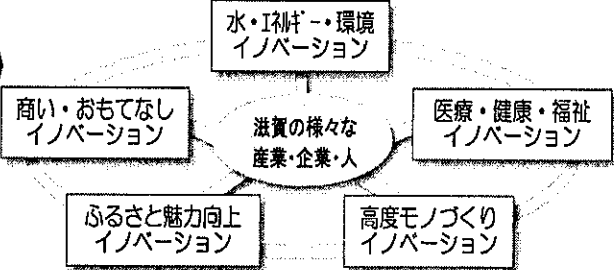 水・エネルギー・環境
イノベーション
商い・おもてなし
イノベーション
滋賀の様々な
産業・企業・人
医療・健康・福祉
イノベーション
ふるさと魅力向上
イノベーション
高度モノづくり
イノベーション